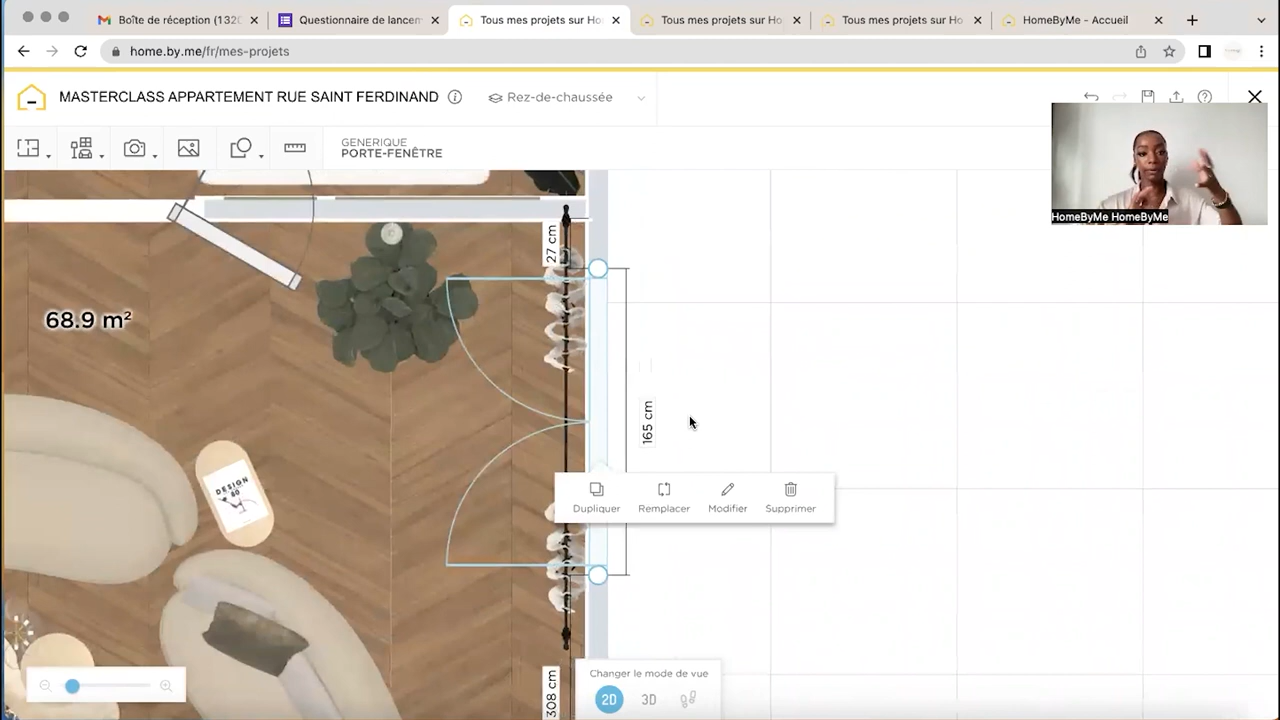 Boîte de réception (1320
Questionnaire de lancem
Tous mes projets sur Ho
Tous mes projets sur Ho
Tous mes projets sur Ho
HomeByMe - Accueil
home.by.me/fr/mes-projets
MASTERCLASS APPARTEMENT RUE SAINT FERDINAND
Rez-de-chaussée
GENERIQUE
PORTE-FENÊTRE
HomeByMe HomeByMe
27 cm
68.9 m²
165 cm
DESIGN
Dupliquer
Remplacer
Modifier
Supprimer
308 cm
Changer le mode de vue
2D
3D